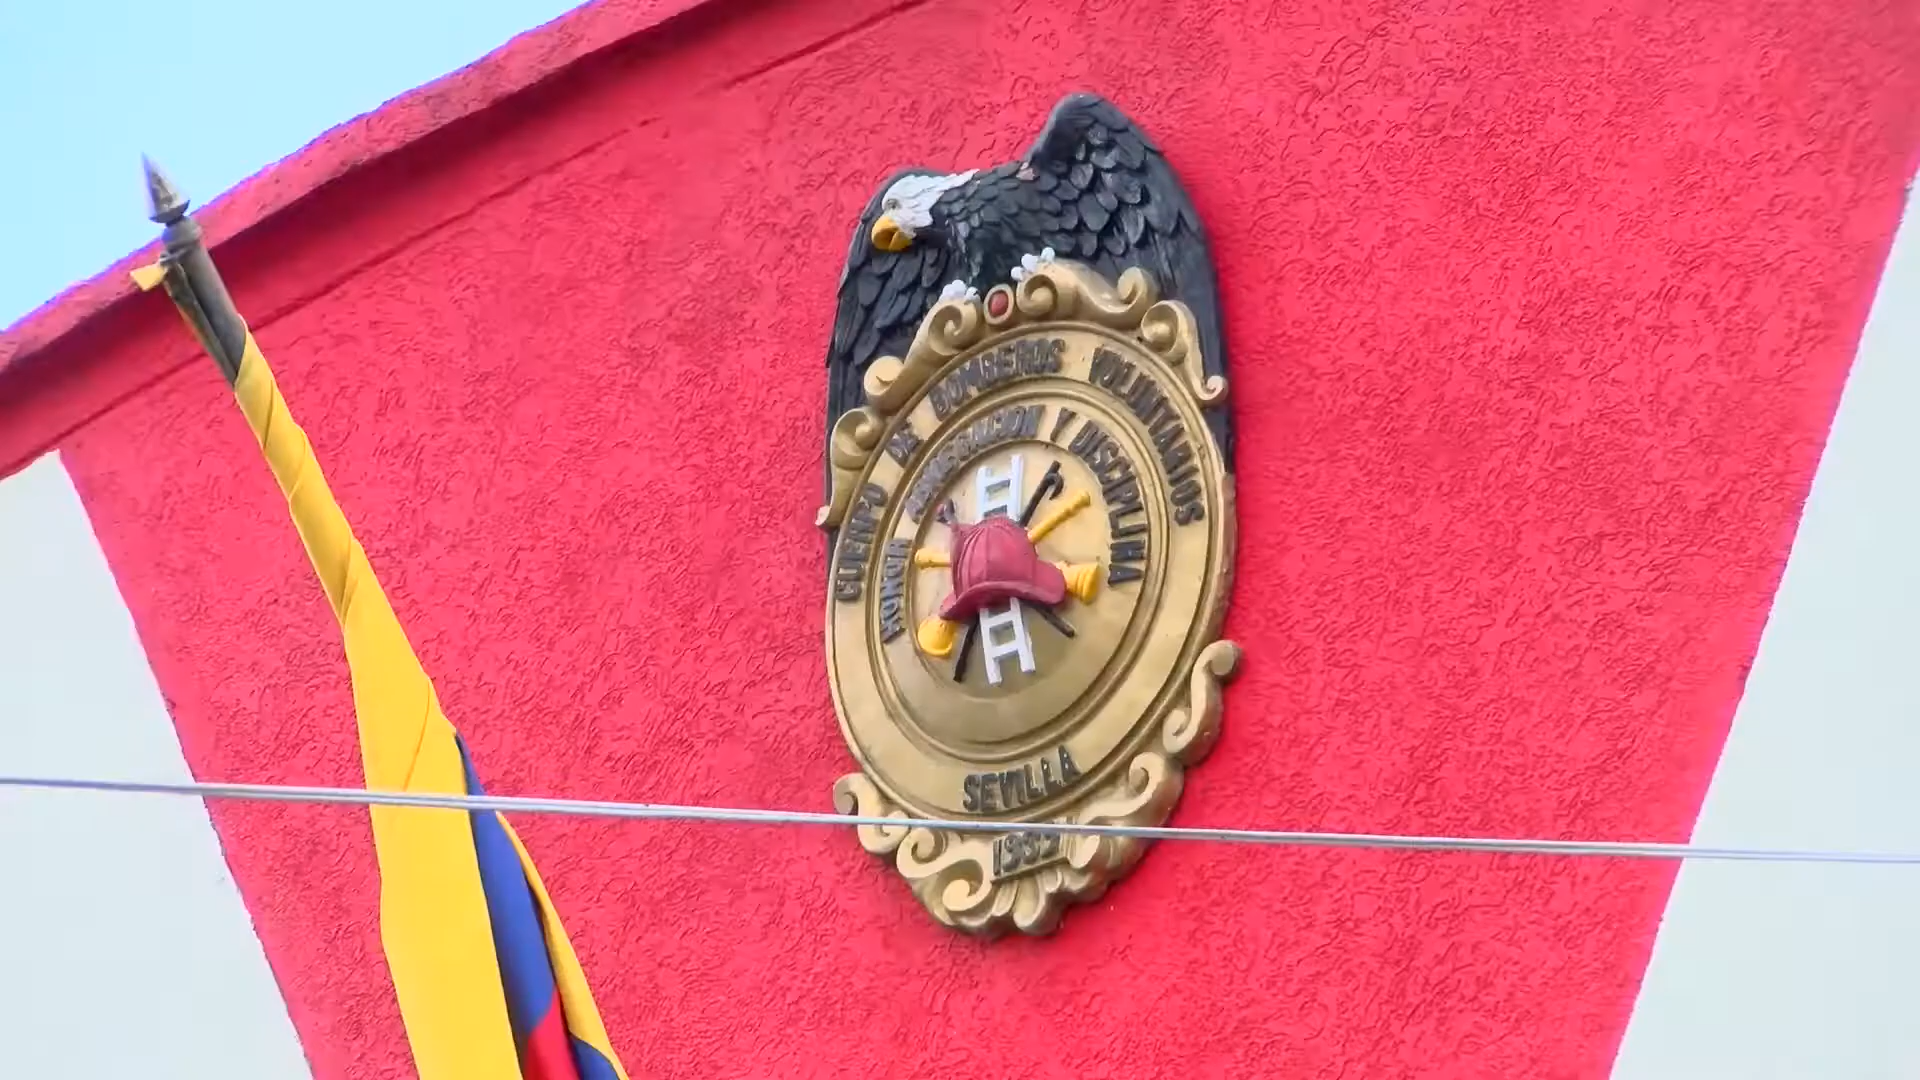 CUERPO DE BOMBEROS VOLUNTARIOS
HONOR ABNEGACION Y DISCIPLINA
SEVILLA